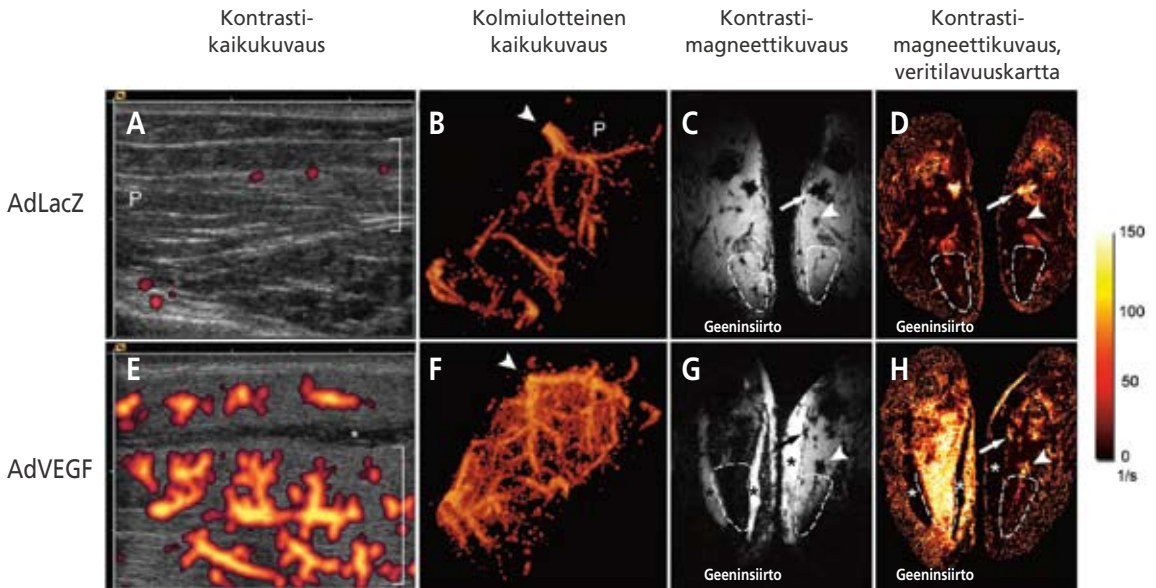 Kontrasti-
kaikukuvaus
Kolmiulotteinen
kaikukuvaus
Kontrasti-
magneettikuvaus
Kontrasti-
magneettikuvaus,
veritilavuuskartta
AdLacZ
A
P
B
P
C
Geeninsiirto
D
Geeninsiirto
AdVEGF
E
*
F
G
* * *
Geeninsiirto
H
* * *
Geeninsiirto
150
100
50
0
1/s